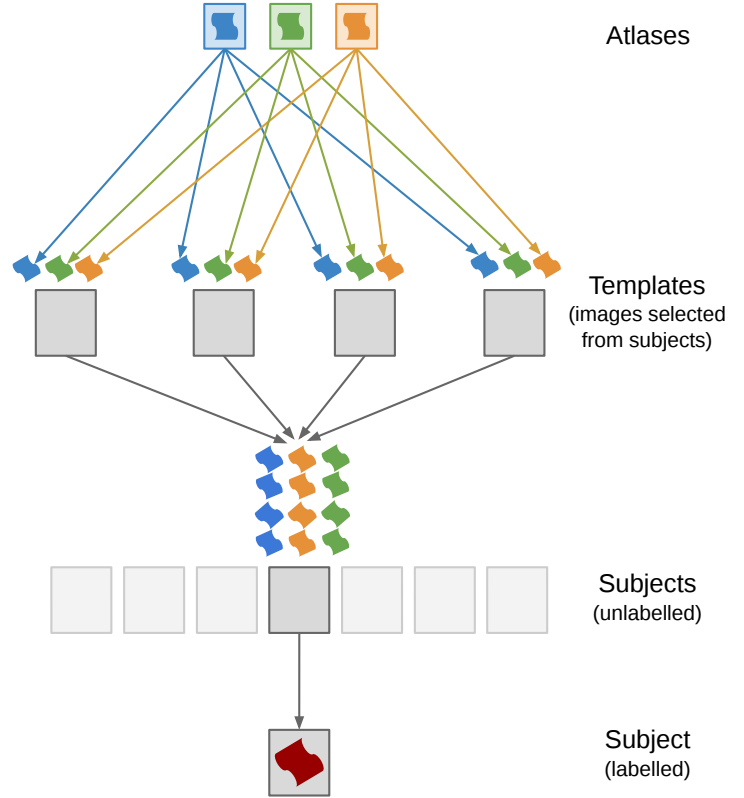 Atlases
Templates
(images selected
from subjects)
Subjects
(unlabelled)
Subject
(labelled)